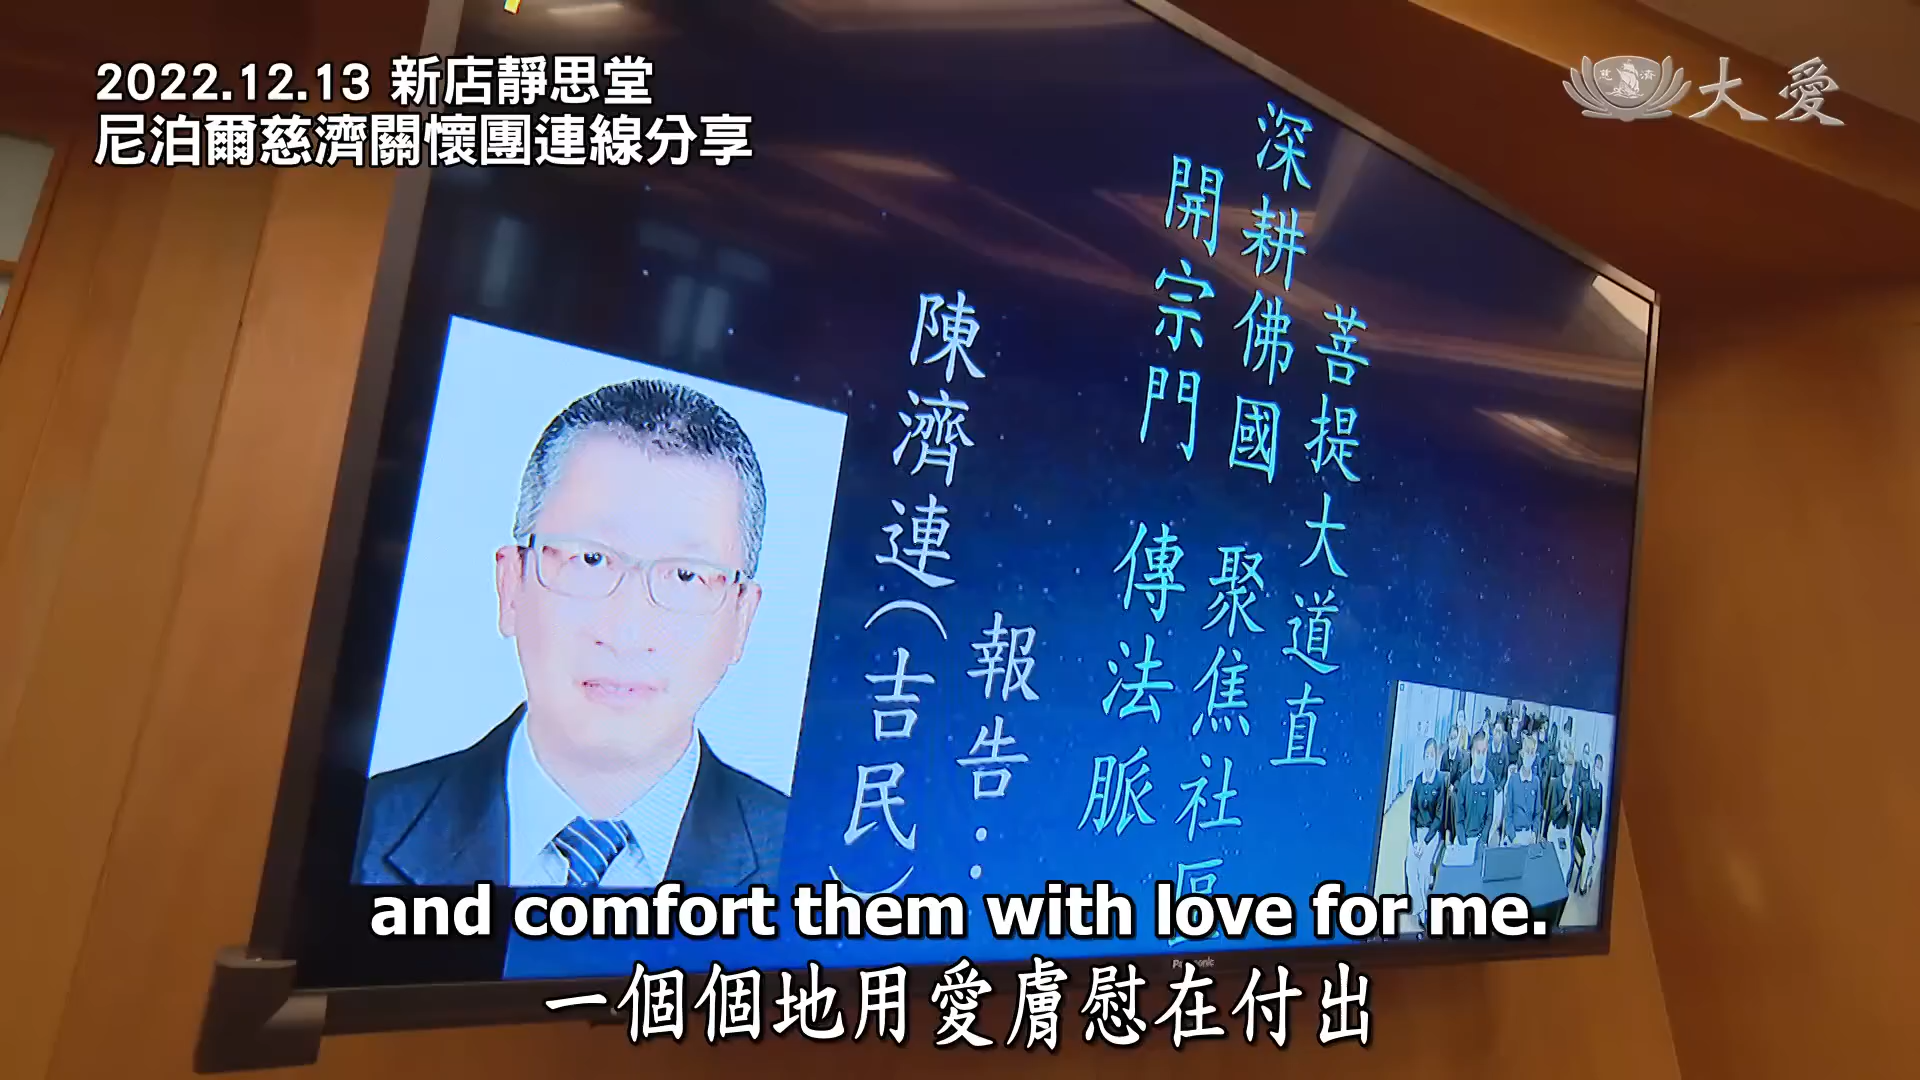 2022.12.13 新店靜思堂
尼泊爾慈濟關懷團連線分享
慈濟
大愛
菩提大道直
深耕佛國 聚焦社區
開宗門 傳法脈
報告：
陳濟連（吉民）
Panasonic
and comfort them with love for me.
一個個地用愛膚慰在付出